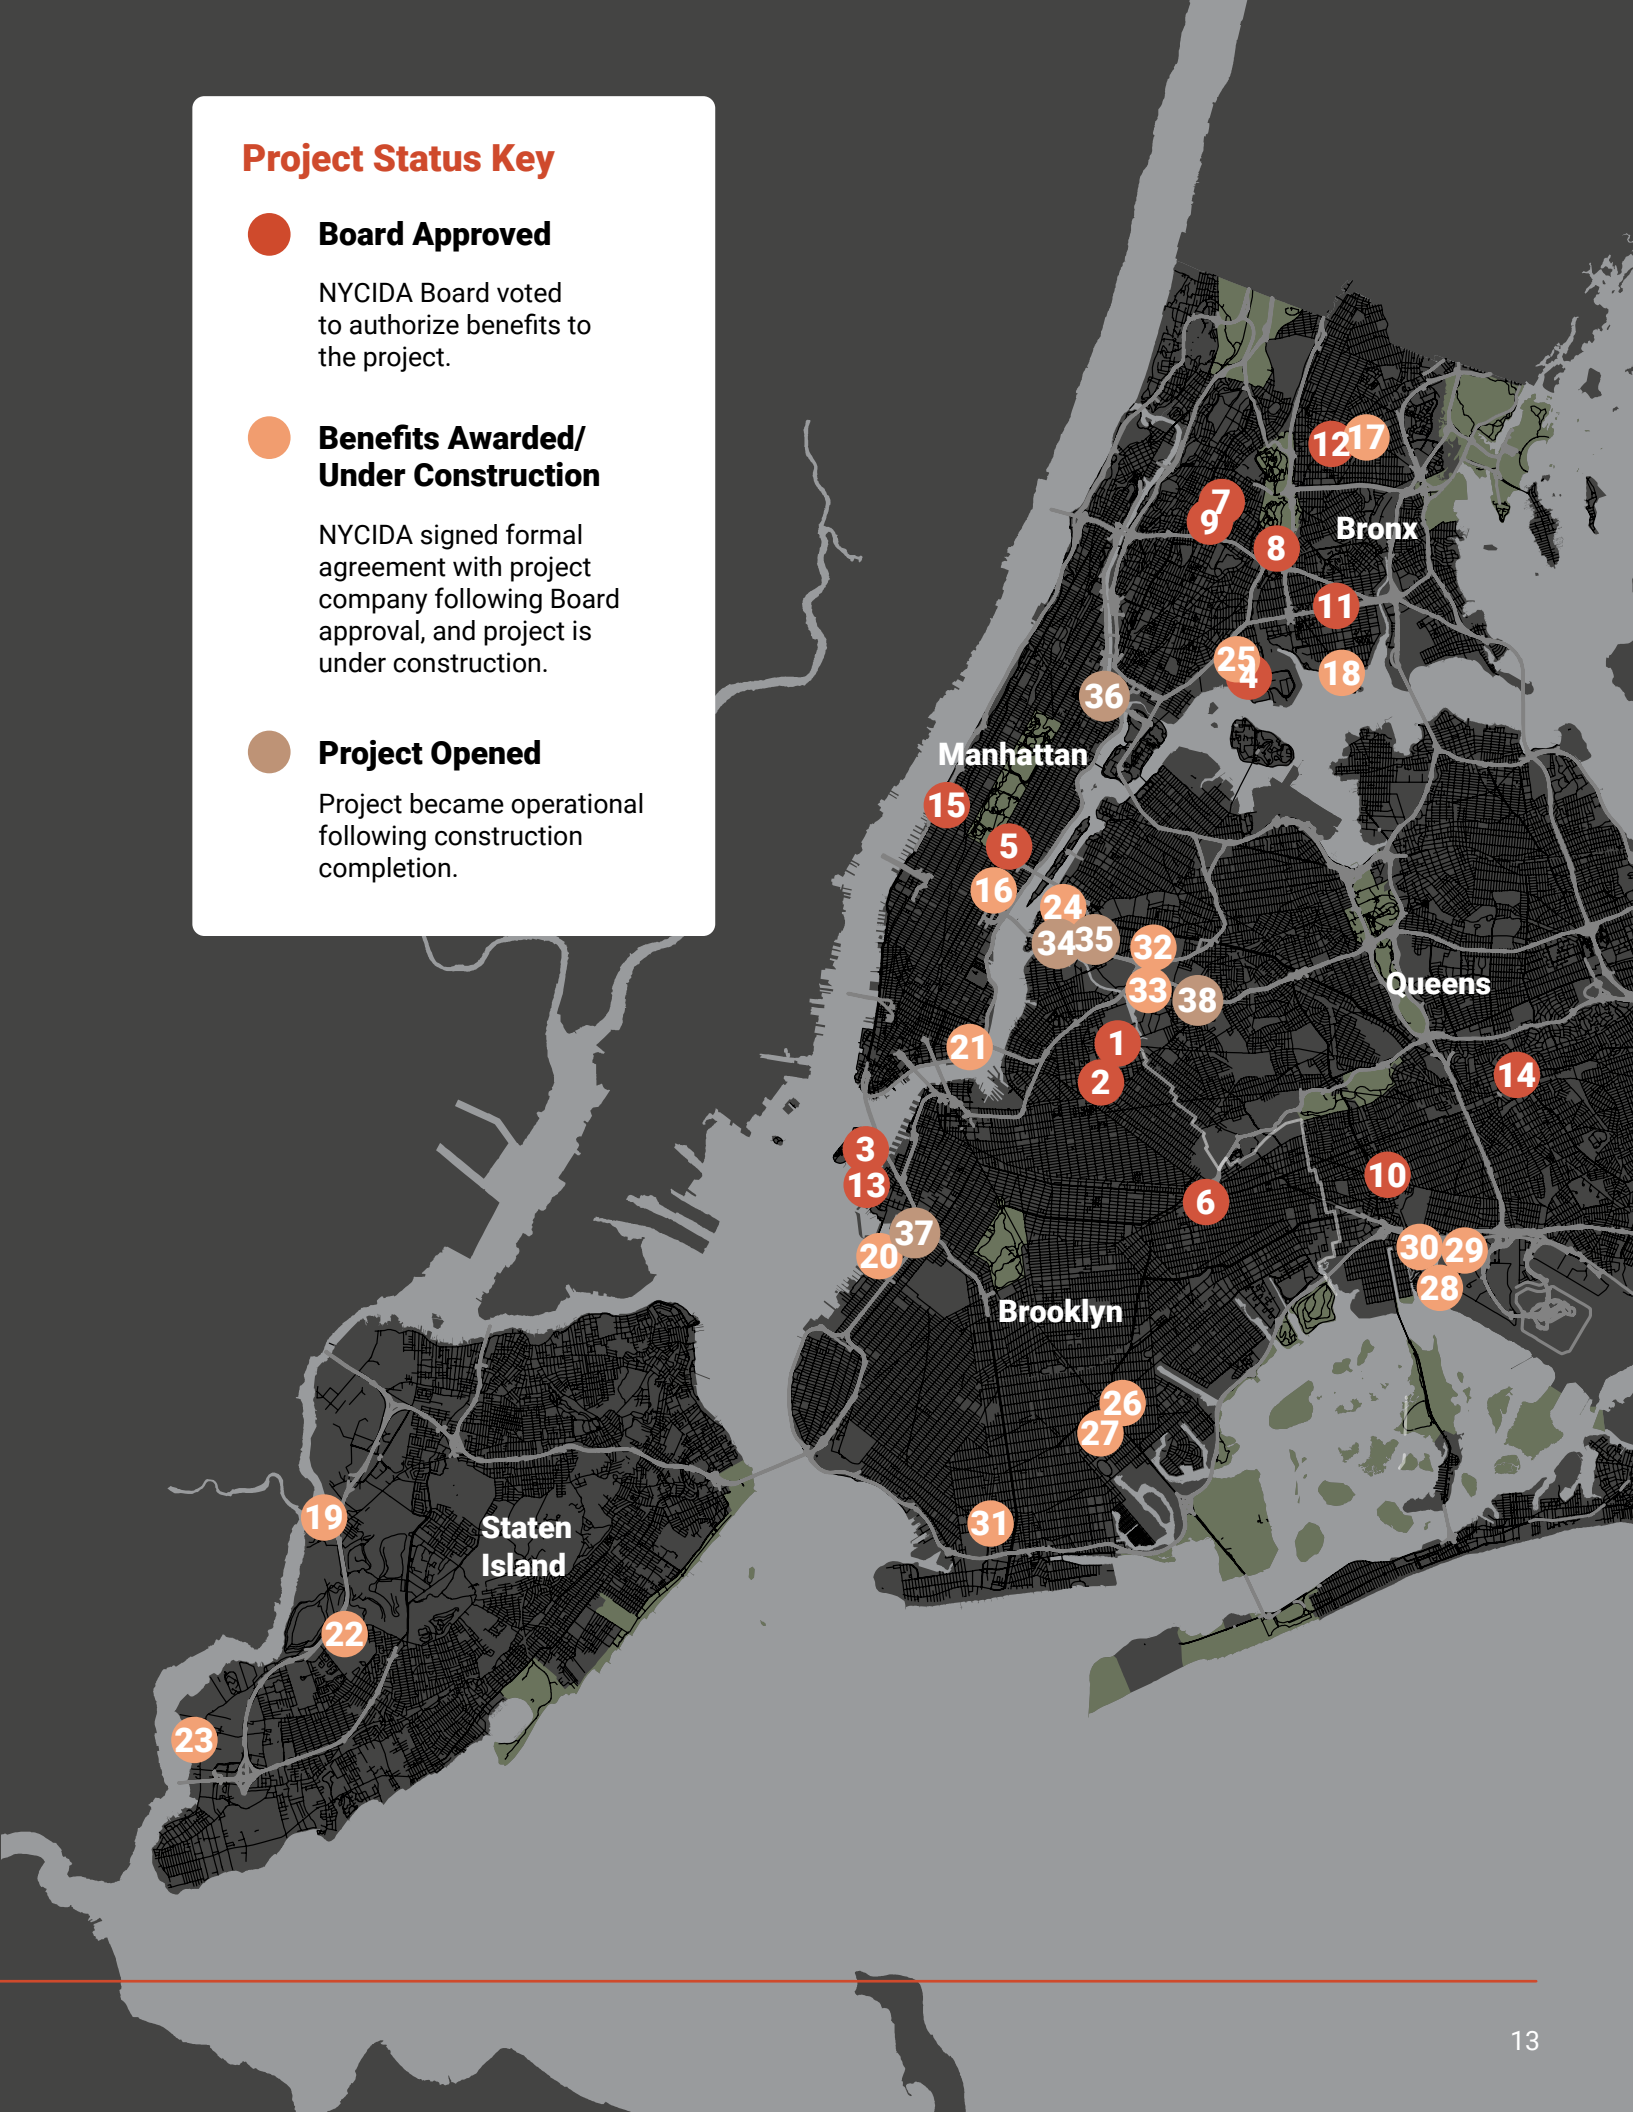 Project Status Key
Board Approved
NYCIDA Board voted
to authorize benefits to
the project.
Benefits Awarded/
Under Construction
NYCIDA signed formal
agreement with project
company following Board
approval, and project is
under construction.
Project Opened
Project became operational
following construction
completion.
12
17
7
9
Bronx
8
11
25
4
18
36
Manhattan
15
5
16
24
34
35
32
Queens
33
38
21
1
2
14
3
13
10
6
37
20
30
29
28
Brooklyn
26
27
19
31
Staten
Island
22
23
13